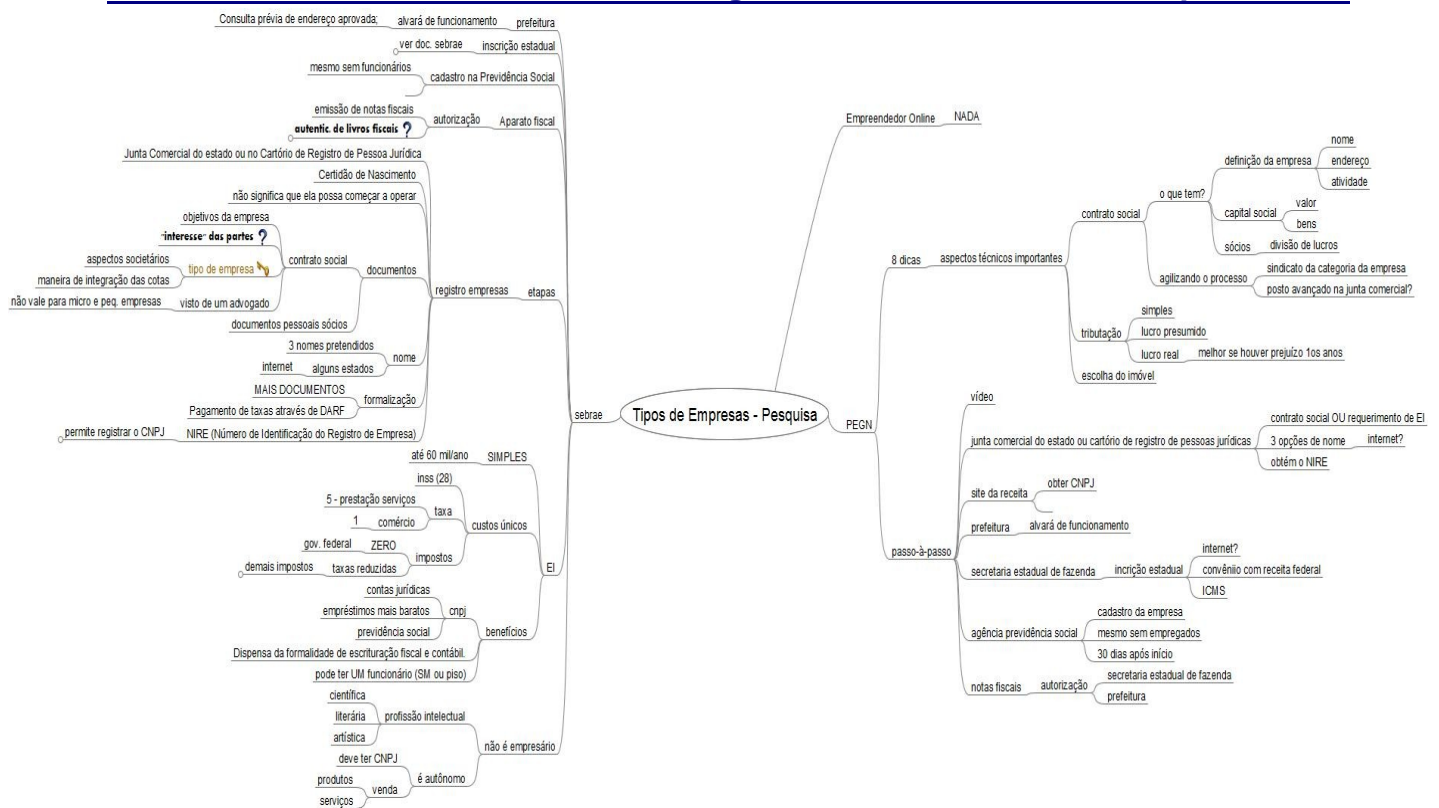 Tipos de Empresas - Pesquisa
sebrae
prefeitura
alvará de funcionamento
Consulta prévia de endereço aprovada;
inscrição estadual
ver doc. sebrae
cadastro na Previdência Social
mesmo sem funcionários
Aparato fiscal
autorização
emissão de notas fiscais
autentic. de livros fiscais ?
etapas
registro empresas
Junta Comercial do estado ou no Cartório de Registro de Pessoa Jurídica
Certidão de Nascimento
não significa que ela possa começar a operar
documentos
contrato social
objetivos da empresa
"interesse" das partes ?
tipo de empresa
aspectos societários
maneira de integração das cotas
visto de um advogado
não vale para micro e peq. empresas
documentos pessoais sócios
nome
3 nomes pretendidos
alguns estados
internet
formalização
MAIS DOCUMENTOS
Pagamento de taxas através de DARF
NIRE (Número de Identificação do Registro de Empresa)
permite registrar o CNPJ
EI
SIMPLES
até 60 mil/ano
custos únicos
inss (28)
taxa
5 - prestação serviços
comércio
1
impostos
ZERO
gov. federal
taxas reduzidas
demais impostos
benefícios
cnpj
contas jurídicas
empréstimos mais baratos
previdência social
Dispensa da formalidade de escrituração fiscal e contábil.
pode ter UM funcionário (SM ou piso)
não é empresário
profissão intelectual
científica
literária
artística
é autônomo
deve ter CNPJ
venda
produtos
serviços
Empreendedor Online
NADA
PEGN
8 dicas
aspectos técnicos importantes
contrato social
o que tem?
definição da empresa
nome
endereço
atividade
capital social
valor
bens
sócios
divisão de lucros
agilizando o processo
sindicato da categoria da empresa
posto avançado na junta comercial?
tributação
simples
lucro presumido
lucro real
melhor se houver prejuízo 1os anos
escolha do imóvel
passo-à-passo
vídeo
junta comercial do estado ou cartório de registro de pessoas jurídicas
contrato social OU requerimento de EI
3 opções de nome
internet?
obtém o NIRE
site da receita
obter CNPJ
prefeitura
alvará de funcionamento
secretaria estadual de fazenda
incrição estadual
internet?
convêniio com receita federal
ICMS
agência previdência social
cadastro da empresa
mesmo sem empregados
30 dias após início
notas fiscais
autorização
secretaria estadual de fazenda
prefeitura